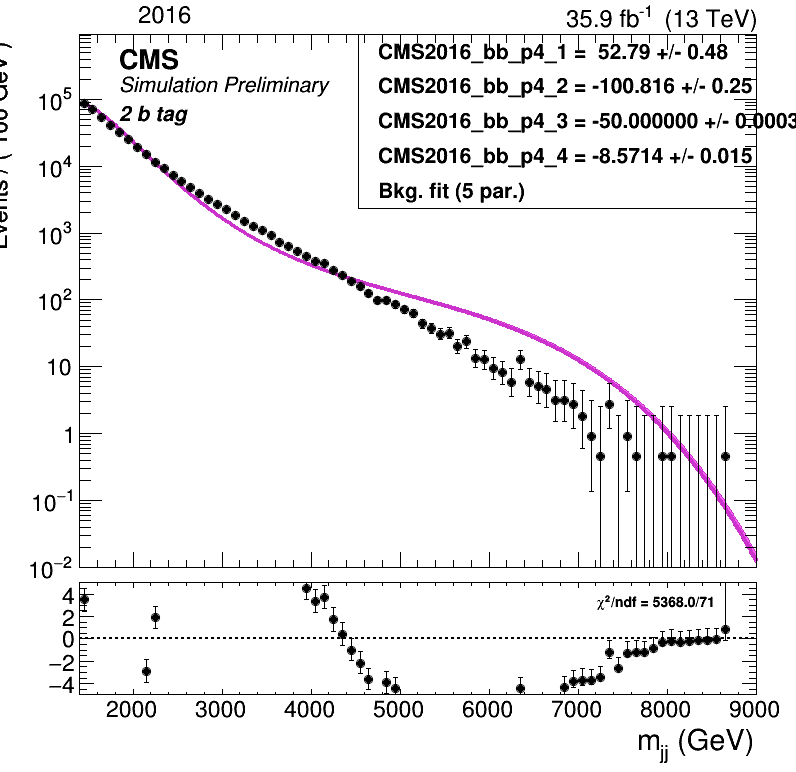 2016
35.9 fb⁻¹ (13 TeV)
CMS
Simulation Preliminary
2 b tag
CMS2016_bb_p4_1 = 52.79 +/- 0.48
CMS2016_bb_p4_2 = -100.816 +/- 0.25
CMS2016_bb_p4_3 = -50.000000 +/- 0.0003
CMS2016_bb_p4_4 = -8.5714 +/- 0.015
Bkg. fit (5 par.)
Events / ( 100 GeV )
10⁵
10⁴
10³
10²
10
1
10⁻¹
10⁻²
χ²/ndf = 5368.0/71
4
2
0
−2
−4
2000 3000 4000 5000 6000 7000 8000 9000
m_jj (GeV)